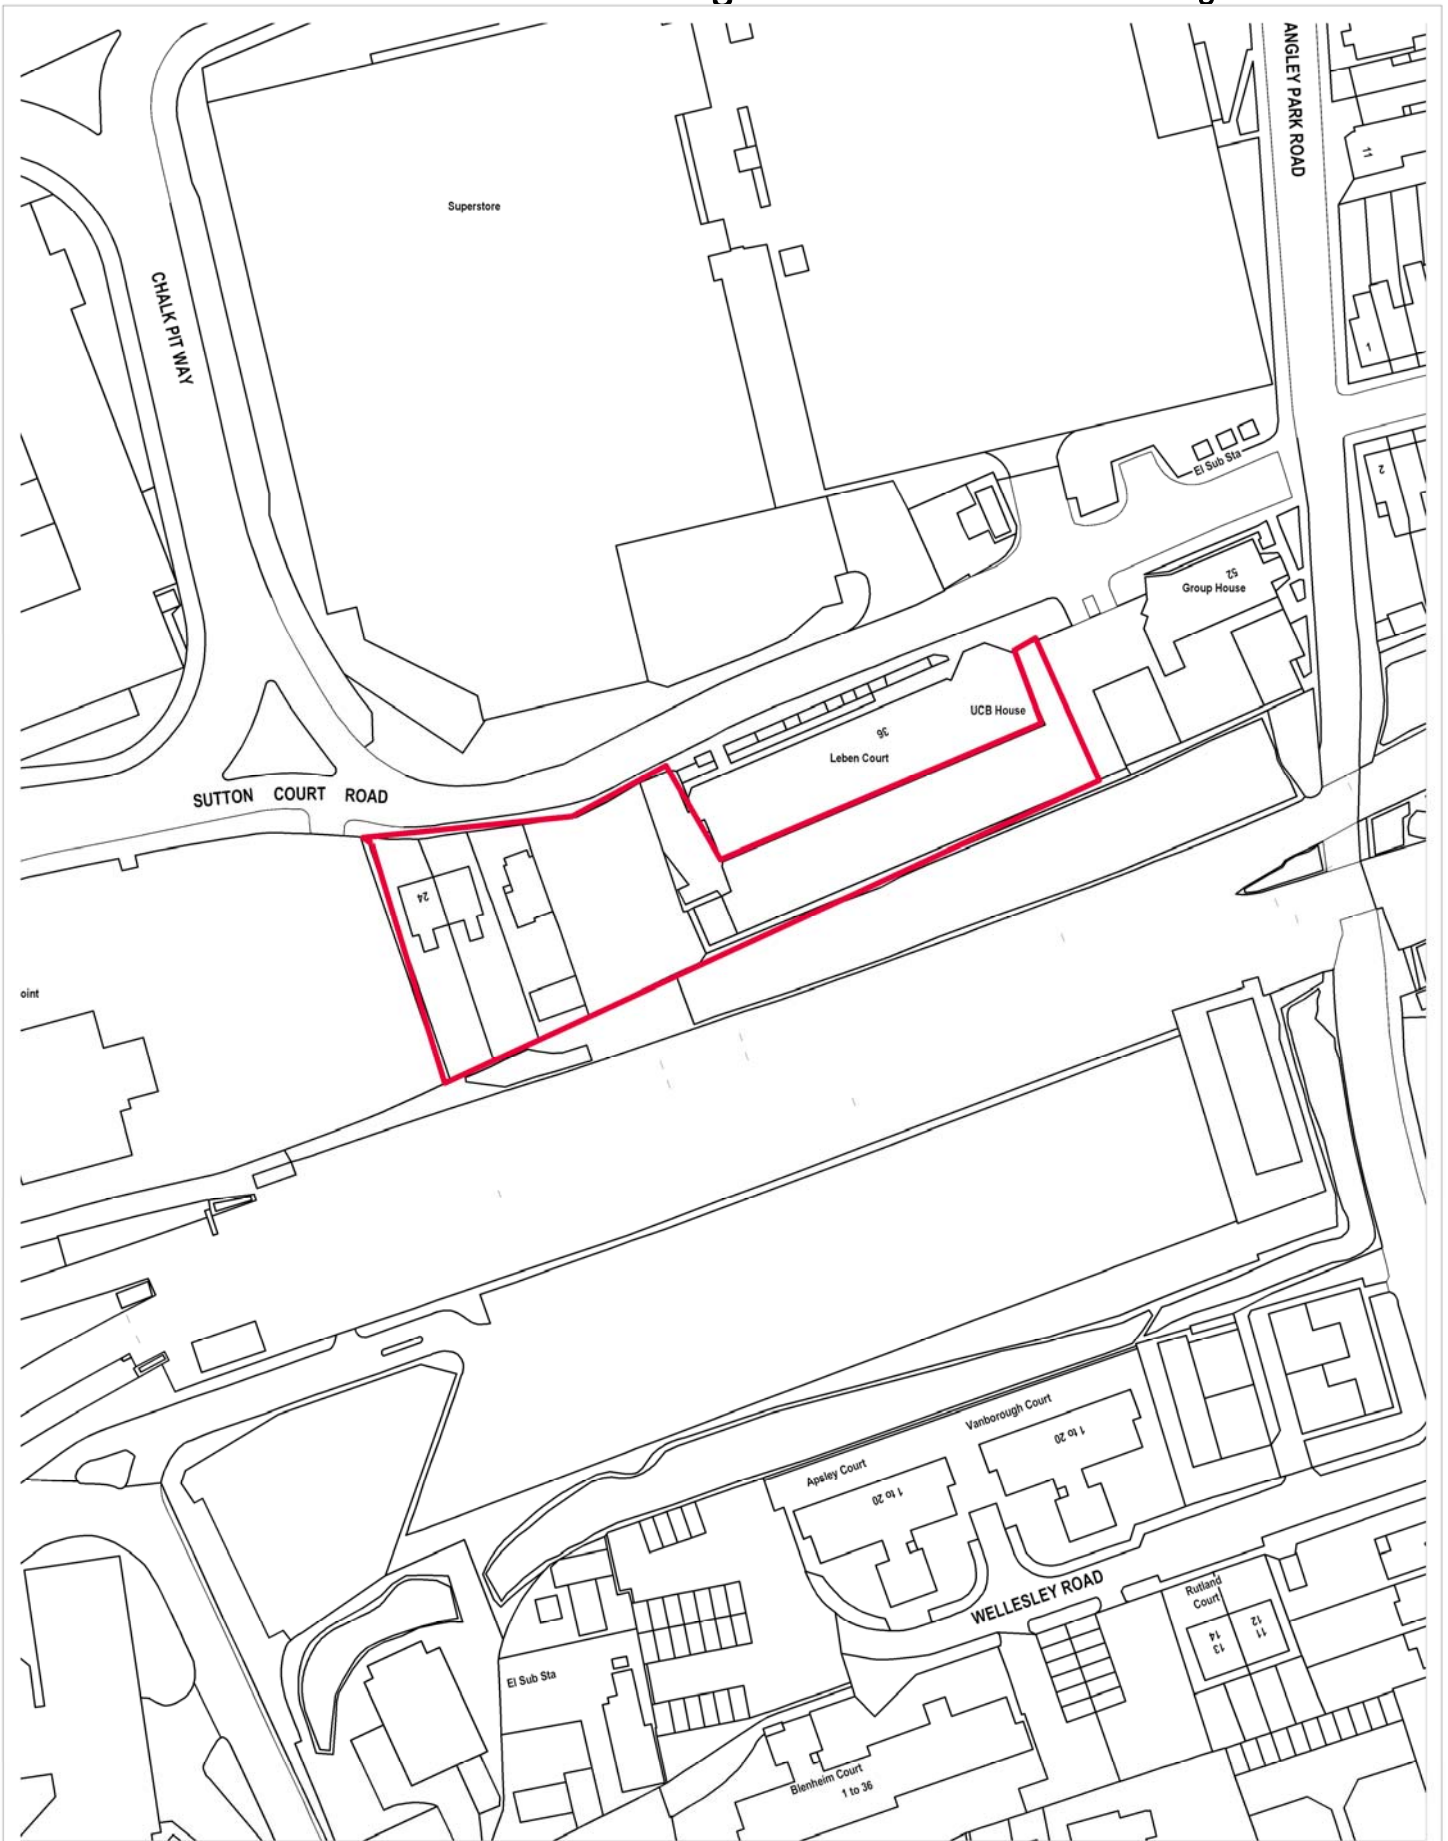 ANGLEY PARK ROAD
11
Superstore
CHALK PIT WAY
1
El Sub Sta
2
52
Group House
UCB House
36
Leben Court
SUTTON COURT ROAD
24
oint
Vanborough Court
1 to 20
Apsley Court
1 to 20
WELLESLEY ROAD
Rutland
Court
14
13
12
11
El Sub Sta
Blenheim Court
1 to 36